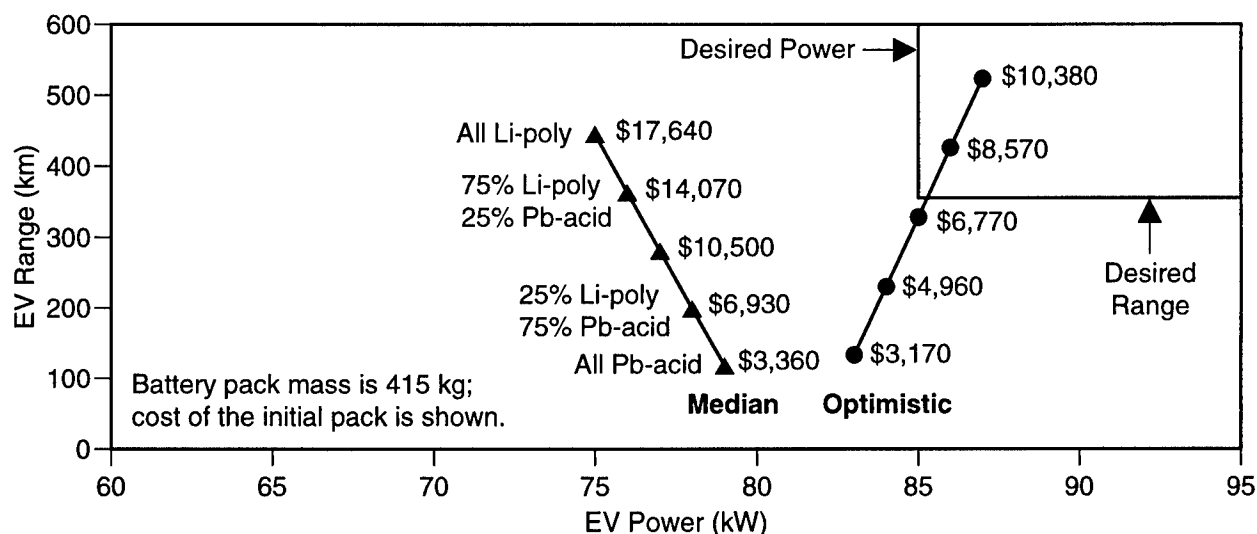 600
500
400
300
200
100
0
EV Range (km)
Desired Power
$10,380
$8,570
$6,770
$4,960
$3,170
Desired
Range
All Li-poly
$17,640
75% Li-poly
25% Pb-acid
$14,070
$10,500
25% Li-poly
75% Pb-acid
$6,930
All Pb-acid
$3,360
Median
Optimistic
Battery pack mass is 415 kg;
cost of the initial pack is shown.
60
65
70
75
80
85
90
95
EV Power (kW)